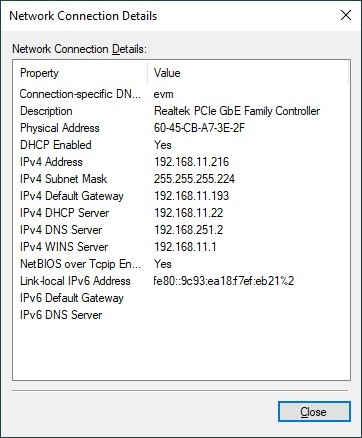 Network Connection Details
Network Connection Details:
Property Value
Connection-specific DN... evm
Description Realtek PCIe GbE Family Controller
Physical Address 60-45-CB-A7-3E-2F
DHCP Enabled Yes
IPv4 Address 192.168.11.216
IPv4 Subnet Mask 255.255.255.224
IPv4 Default Gateway 192.168.11.193
IPv4 DHCP Server 192.168.11.22
IPv4 DNS Server 192.168.251.2
IPv4 WINS Server 192.168.11.1
NetBIOS over Tcpip En... Yes
Link-local IPv6 Address fe80::9c93:ea18:f7ef:eb21%2
IPv6 Default Gateway
IPv6 DNS Server
Close